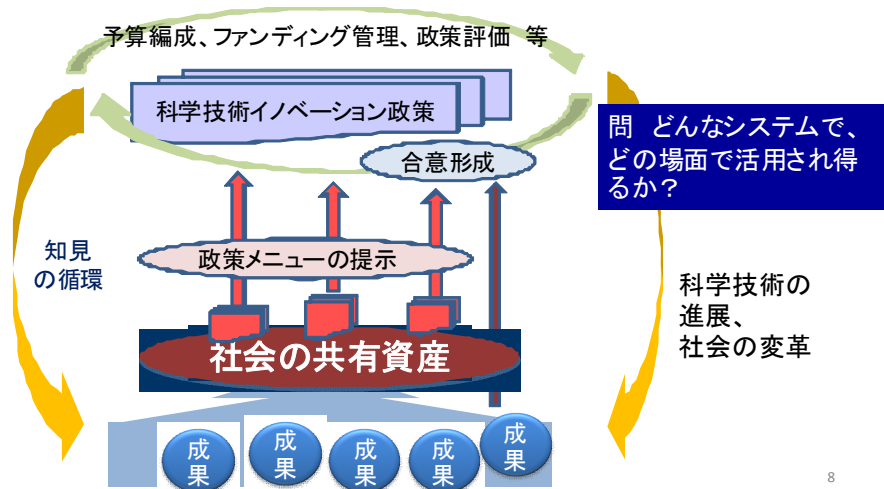 予算編成、ファンディング管理、政策評価　等
科学技術イノベーション政策
問　どんなシステムで、
どの場面で活用され得
るか？
合意形成
知見
の循環
政策メニューの提示
科学技術の
進展、
社会の変革
社会の共有資産
成
果
成
果
成
果
成
果
成
果
8